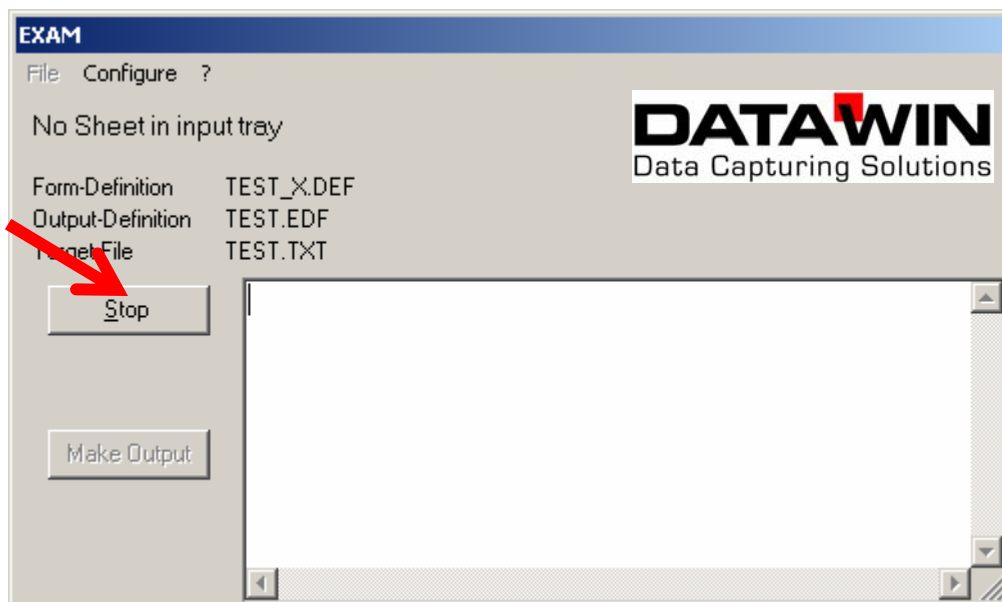 EXAM
File Configure ?
No Sheet in input tray
DATAWIN
Data Capturing Solutions
Form-Definition TEST_X.DEF
Output-Definition TEST.EDF
Target-File TEST.TXT
Stop
Make Output